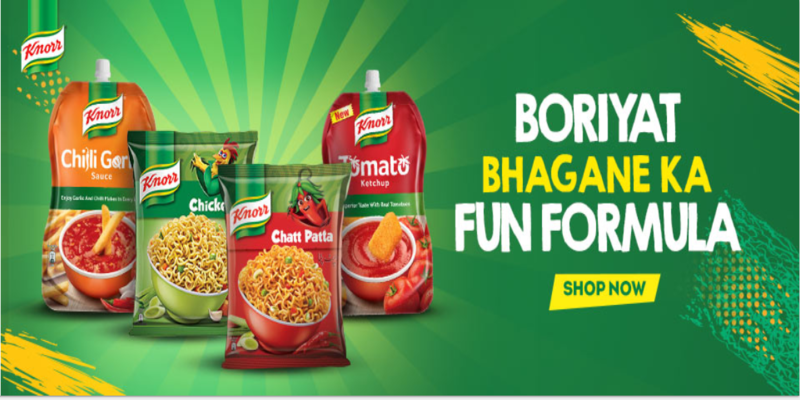 Knorr
Knorr
Chilli Gar
Sauce
Knorr
Chicke
Knorr
Chatt Patta
New
Knorr
Tomato
Ketchup
BORIYAT
BHAGANE KA
FUN FORMULA
SHOP NOW